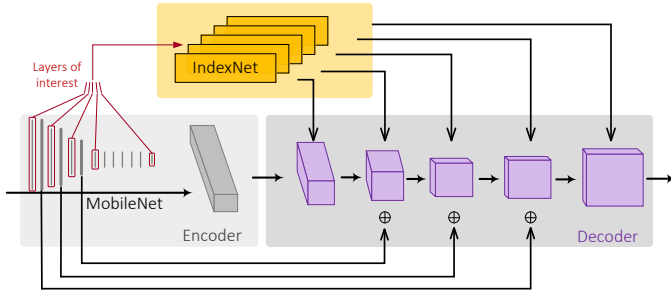 Layers of
interest
IndexNet
MobileNet
Encoder
Decoder